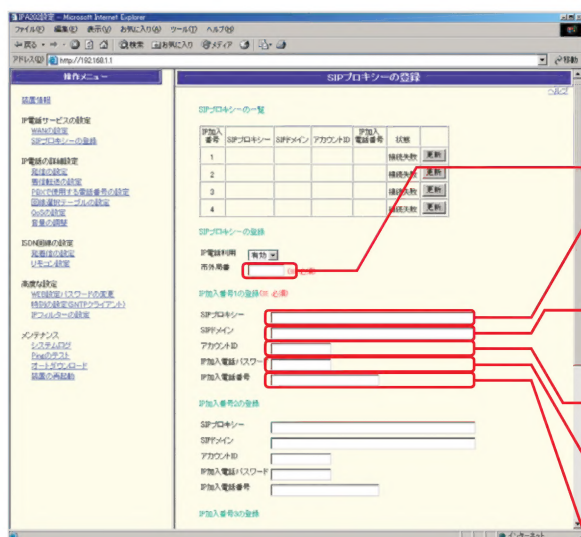 IPA202設定 - Microsoft Internet Explorer
ファイル(F) 編集(E) 表示(V) お気に入り(A) ツール(T) ヘルプ(H)
戻る 検索 お気に入り メディア
アドレス(D) http://192.168.1.1 移動
操作メニュー
装置情報
IP電話サービスの設定
WANの設定
SIPプロキシーの登録
IP電話の詳細設定
発信の設定
着信転送の設定
PBXで使用する電話番号の設定
回線選択テーブルの設定
QoSの設定
音量の調整
ISDN回線の設定
発着信の設定
リモコン設定
高度な設定
WEB設定パスワードの変更
時刻の設定(SNTPクライアント)
IPフィルターの設定
メンテナンス
システムログ
Pingのテスト
オートダウンロード
装置の再起動
SIPプロキシーの登録
ヘルプ
SIPプロキシーの一覧
IP加入番号 SIPプロキシー SIPドメイン アカウントID IP加入電話番号 状態
1 接続失敗 更新
2 接続失敗 更新
3 接続失敗 更新
4 接続失敗 更新
SIPプロキシーの登録
IP電話利用 有効
市外局番 (※ 必須)
IP加入番号1の登録(※ 必須)
SIPプロキシー
SIPドメイン
アカウントID
IP加入電話パスワード
IP加入電話番号
IP加入番号2の登録
SIPプロキシー
SIPドメイン
アカウントID
IP加入電話パスワード
IP加入電話番号
IP加入番号3の登録
インターネット